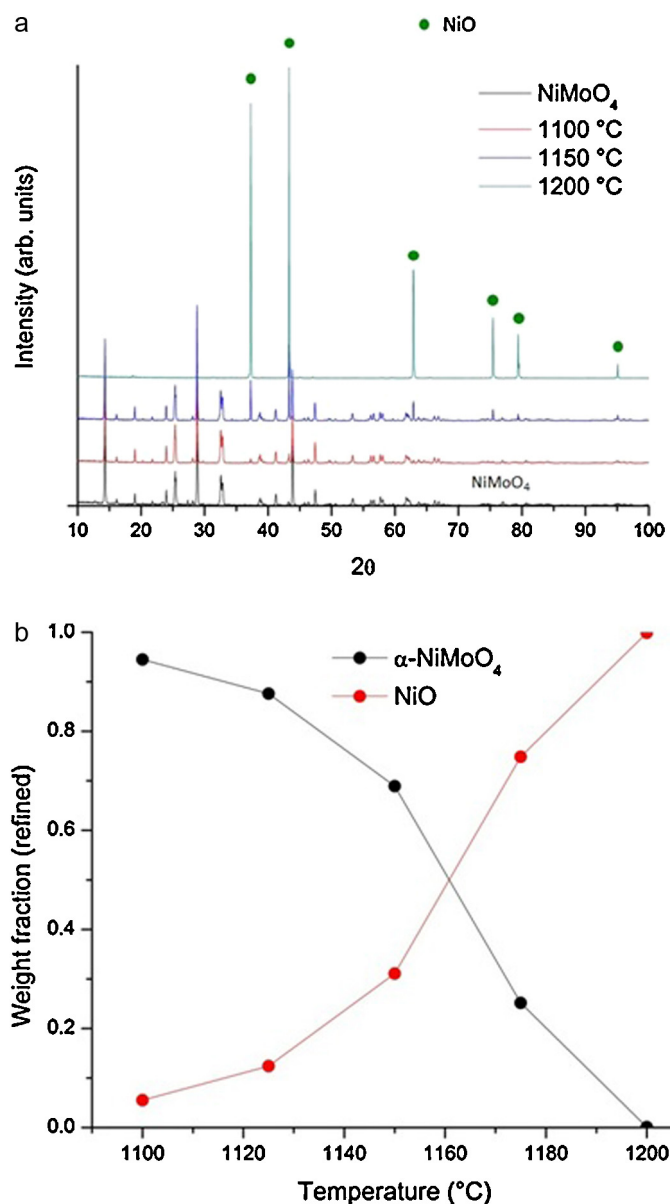 a
NiO
NiMoO₄
1100 °C
1150 °C
1200 °C
Intensity (arb. units)
NiMoO₄
10 20 30 40 50 60 70 80 90 100
2θ
b
α-NiMoO₄
NiO
Weight fraction (refined)
1.0
0.8
0.6
0.4
0.2
0.0
1100 1120 1140 1160 1180 1200
Temperature (°C)